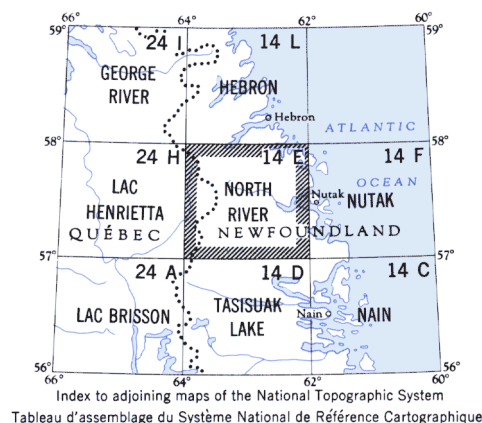 66° 64° 62° 60°
59° 24 I 14 L 59°
GEORGE RIVER
HEBRON
Hebron
ATLANTIC
58° 24 H 14 E 14 F 58°
OCEAN
LAC HENRIETTA
NORTH RIVER
Nutak NUTAK
QUÉBEC NEWFOUNDLAND
57° 24 A 14 D 14 C 57°
LAC BRISSON
TASISUAK LAKE
Nain NAIN
56° 56°
66° 64° 62° 60°
Index to adjoining maps of the National Topographic System
Tableau d'assemblage du Système National de Référence Cartographique